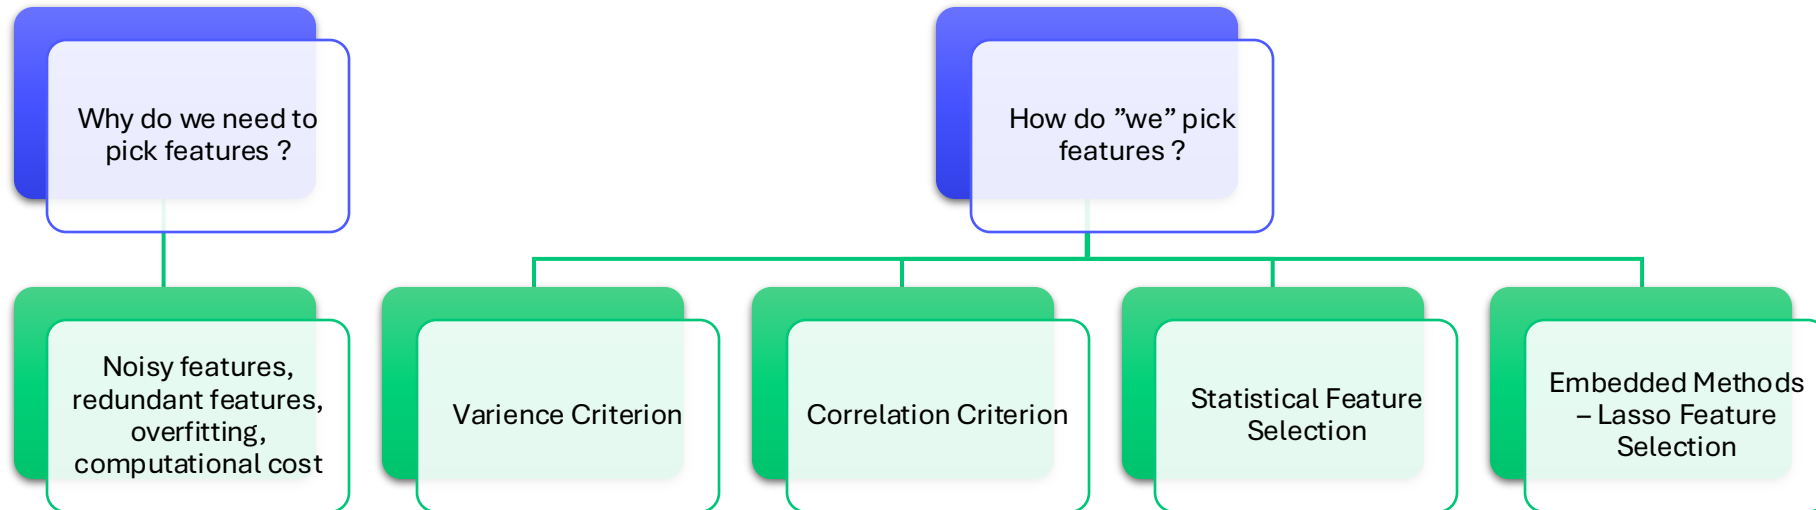 Why do we need to
pick features ?
How do ”we” pick
features ?
Noisy features,
redundant features,
overfitting,
computational cost
Varience Criterion
Correlation Criterion
Statistical Feature
Selection
Embedded Methods
– Lasso Feature
Selection